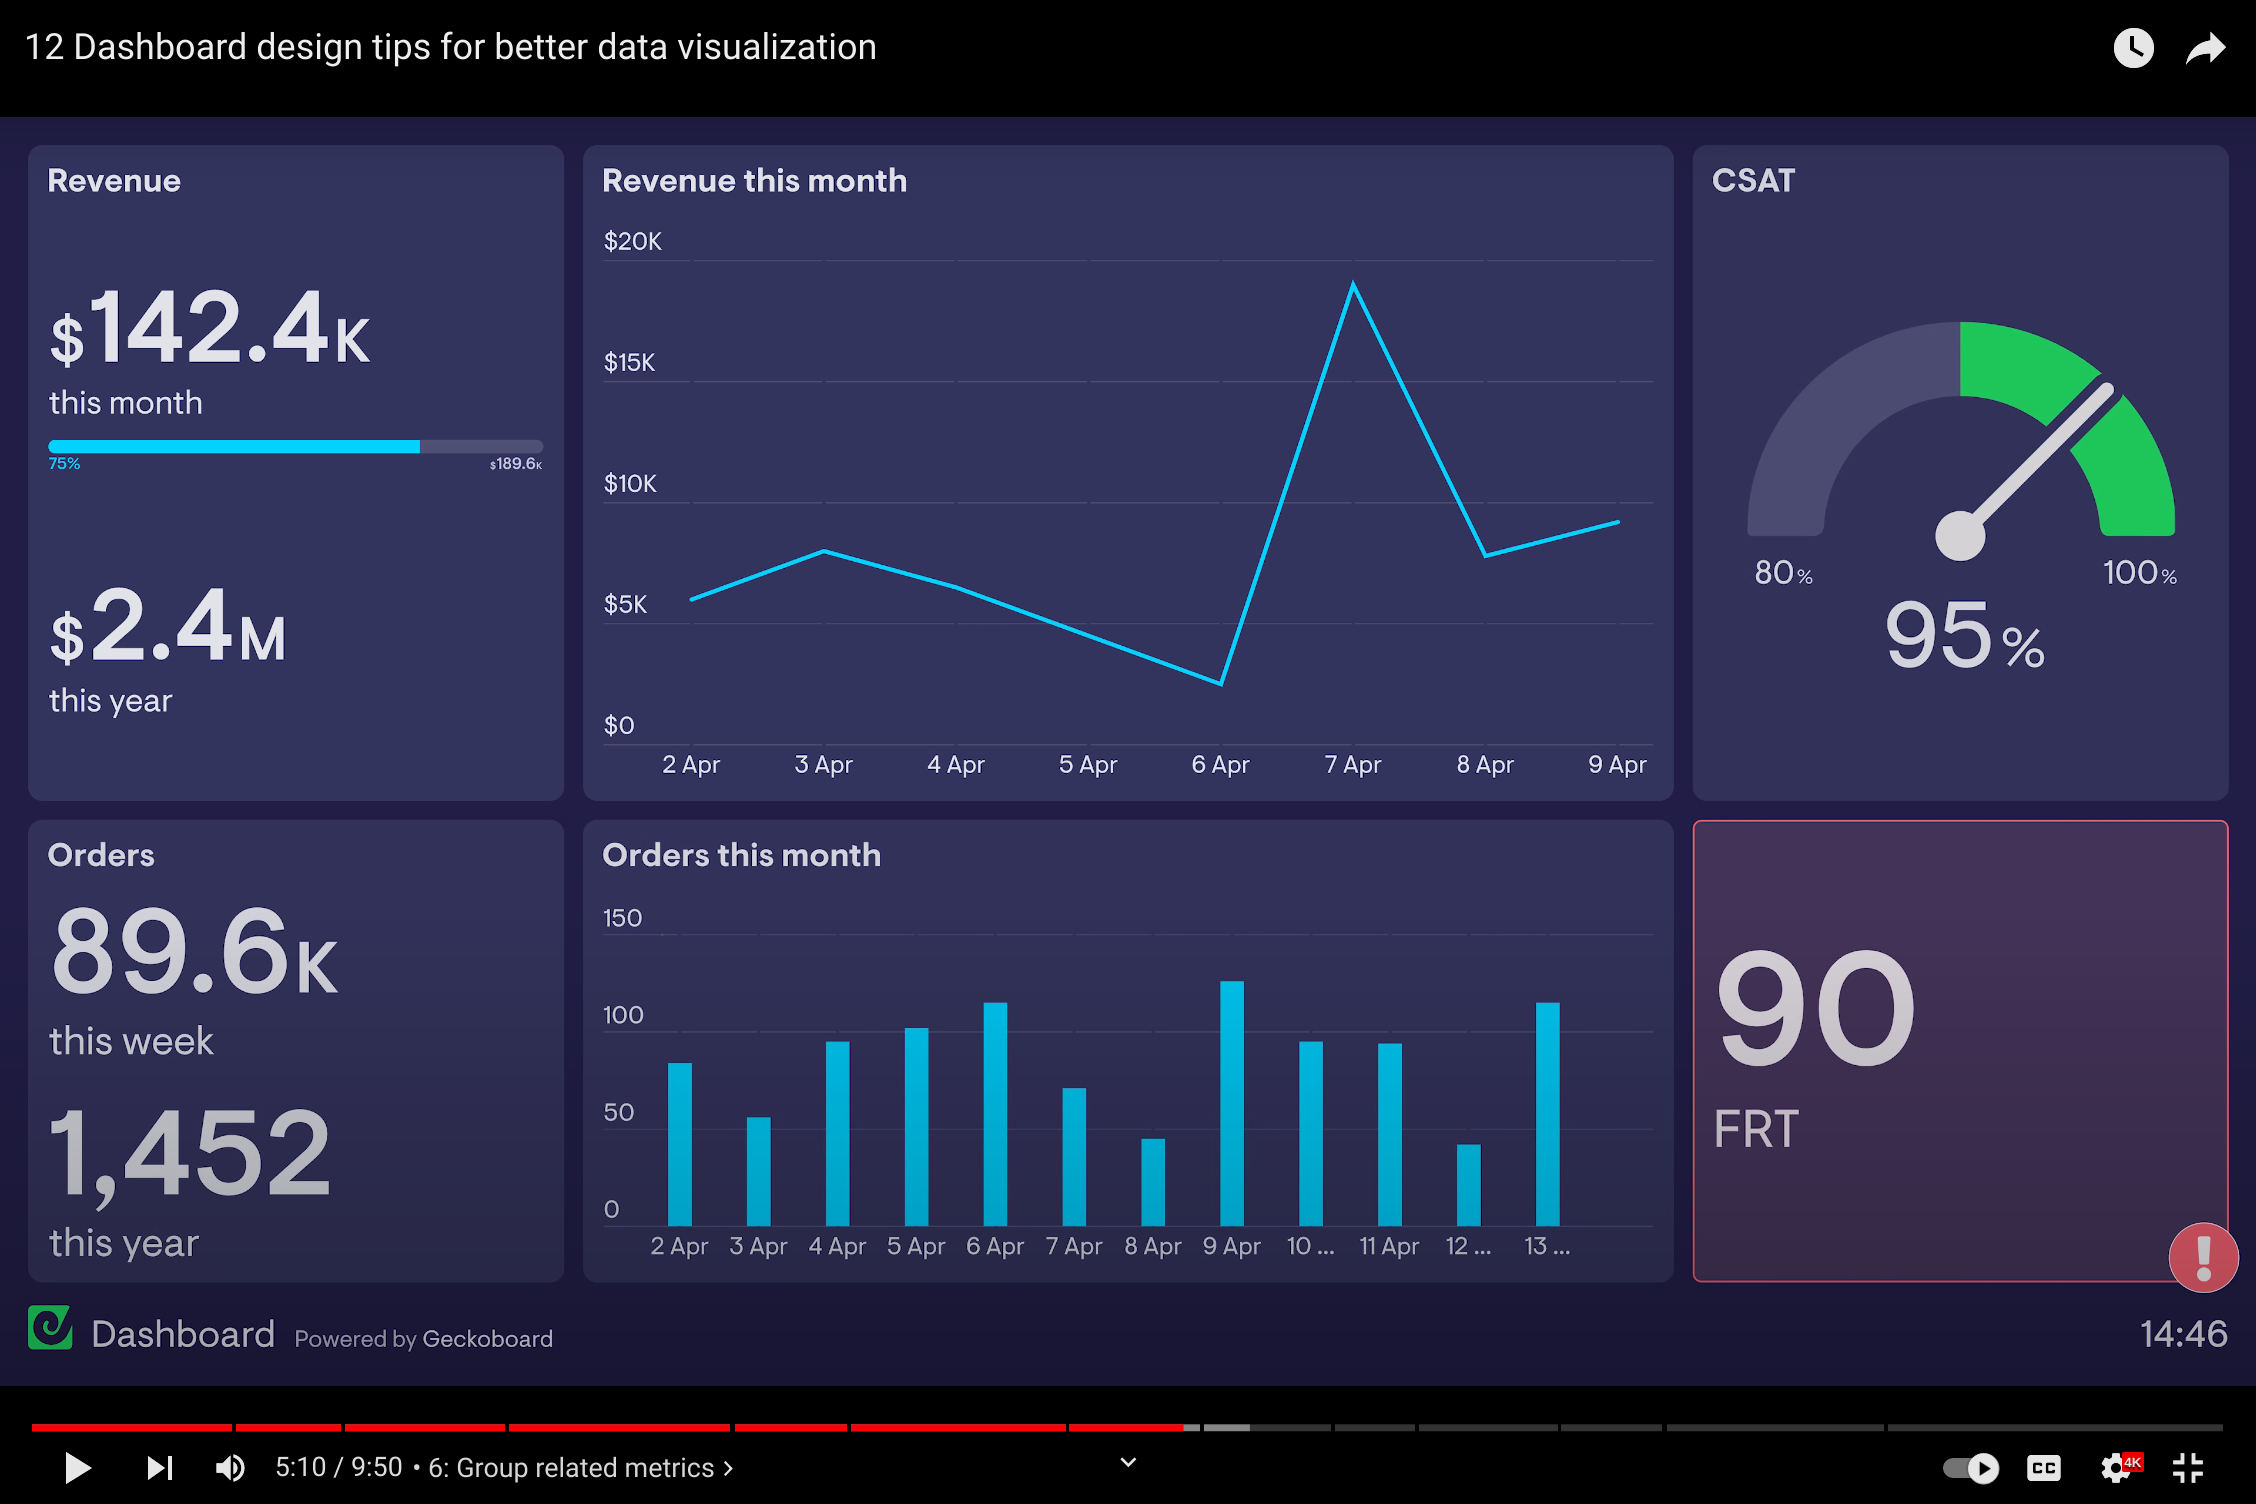 12 Dashboard design tips for better data visualization
Revenue
$142.4K
this month
75%
$189.6K
$2.4M
this year
Revenue this month
$20K
$15K
$10K
$5K
$0
2 Apr 3 Apr 4 Apr 5 Apr 6 Apr 7 Apr 8 Apr 9 Apr
CSAT
80% 100%
95%
Orders
89.6K
this week
1,452
this year
Orders this month
150
100
50
0
2 Apr 3 Apr 4 Apr 5 Apr 6 Apr 7 Apr 8 Apr 9 Apr 10 ... 11 Apr 12 ... 13 ...
90
FRT
!
Dashboard Powered by Geckoboard
14:46
5:10 / 9:50 • 6: Group related metrics >
CC
4K